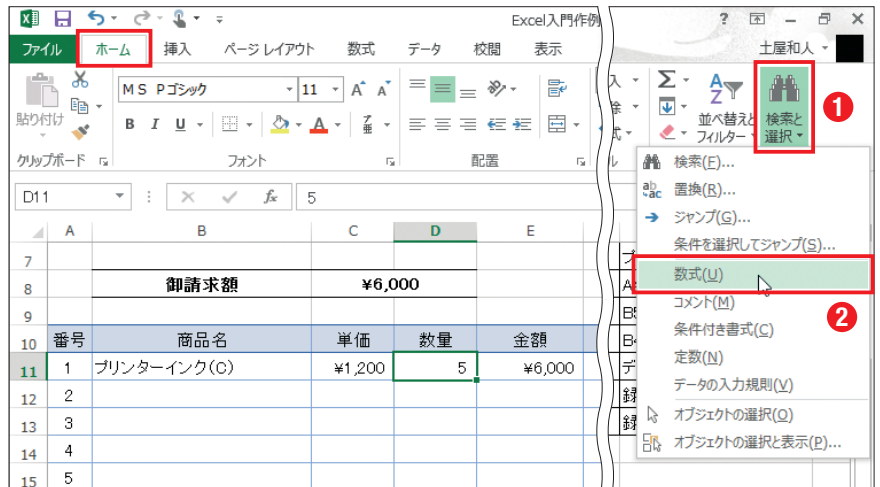 Excel入門作例
?
ファイル ホーム 挿入 ページ レイアウト 数式 データ 校閲 表示
土屋和人
貼り付け
クリップボード
MS Pゴシック 11 A A
B I U A 亜
フォント
配置
入
除
式
ル
Σ
A
Z
並べ替えと
フィルター
検索と
選択
1
検索(F)...
置換(R)...
ジャンプ(G)...
条件を選択してジャンプ(S)...
数式(U)
コメント(M)
条件付き書式(C)
定数(N)
データの入力規則(V)
オブジェクトの選択(O)
オブジェクトの選択と表示(P)...
2
D11 fx 5
A B C D E
7
8 御請求額 ¥6,000
9
10 番号 商品名 単価 数量 金額
11 1 プリンターインク(C) ¥1,200 5 ¥6,000
12 2
13 3
14 4
15 5